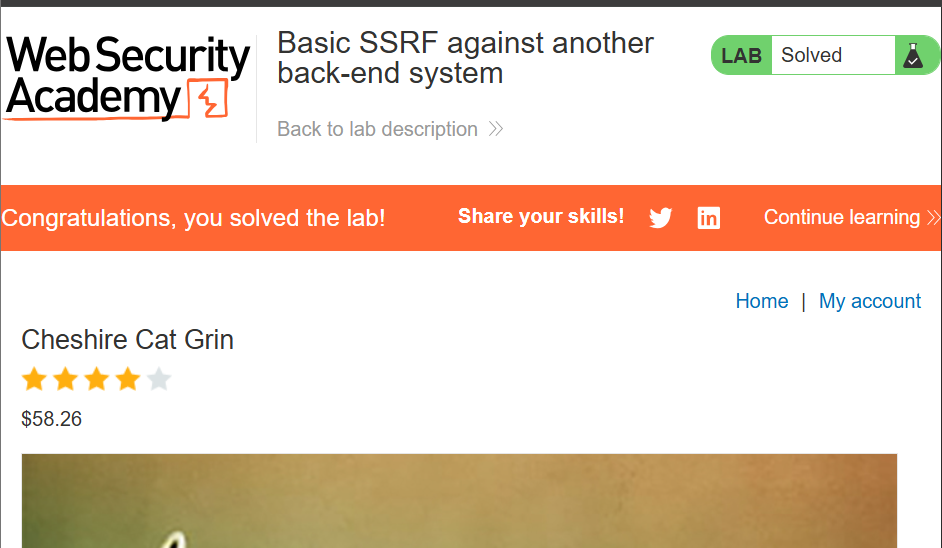 Web Security
Academy
Basic SSRF against another
back-end system
Back to lab description
LAB Solved
Congratulations, you solved the lab!
Share your skills!
Continue learning
Home | My account
Cheshire Cat Grin
$58.26